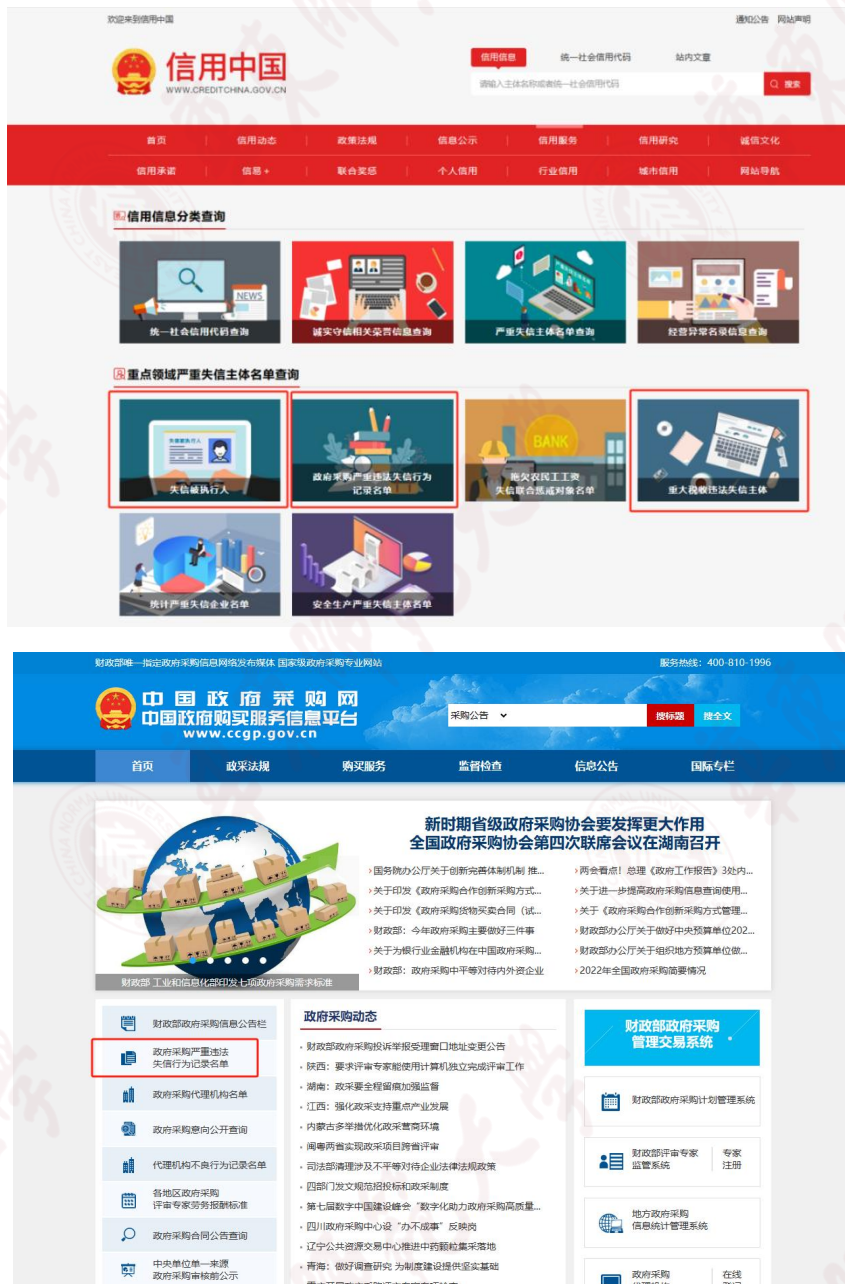 欢迎来到信用中国
通知公告 网站声明
信用中国
WWW.CREDITCHINA.GOV.CN
信用信息 统一社会信用代码 站内文章
请输入主体名称或者统一社会信用代码 搜索
首页 信用动态 政策法规 信息公示 信用服务 信用研究 诚信文化
信用承诺 信易+ 联合奖惩 个人信用 行业信用 城市信用 网站导航
信用信息分类查询
NEWS
统一社会信用代码查询
诚实守信相关荣誉信息查询
严重失信主体名单查询
经营异常名录信息查询
重点领域严重失信主体名单查询
失信被执行人
失信被执行人
政府采购严重违法失信行为
记录名单
BANK
拖欠农民工工资
失信联合惩戒对象名单
重大税收违法失信主体
统计严重失信企业名单
安全生产严重失信主体名单
财政部唯一指定政府采购信息网络发布媒体 国家级政府采购专业网站
服务热线：400-810-1996
中国政府采购网
中国政府购买服务信息平台
www.ccgp.gov.cn
采购公告 搜标题 搜全文
首页 政采法规 购买服务 监督检查 信息公告 国际专栏
新时期省级政府采购协会要发挥更大作用
全国政府采购协会第四次联席会议在湖南召开
国务院办公厅关于创新完善体制机制 推...
关于印发《政府采购合作创新采购方式...
关于印发《政府采购货物买卖合同（试...
财政部：今年政府采购主要做好三件事
关于为银行业金融机构在中国政府采购...
财政部：政府采购中平等对待内外资企业
两会看点！总理《政府工作报告》3处内...
关于进一步提高政府采购信息查询使用...
关于《政府采购合作创新采购方式管理...
财政部办公厅关于做好中央预算单位202...
财政部办公厅关于组织地方预算单位做...
2022年全国政府采购简要情况
财政部 工业和信息化部印发七项政府采购需求标准
财政部政府采购信息公告栏
政府采购严重违法
失信行为记录名单
政府采购代理机构名单
政府采购意向公开查询
代理机构不良行为记录名单
各地区政府采购
评审专家劳务报酬标准
政府采购合同公告查询
中央单位单一来源
政府采购审核前公示
政府采购动态
财政部政府采购投诉举报受理窗口地址变更公告
陕西：要求评审专家能使用计算机独立完成评审工作
湖南：政采要全程留痕加强监督
江西：强化政采支持重点产业发展
内蒙古多举措优化政采营商环境
闽粤两省实现政采项目跨省评审
司法部清理涉及不平等对待企业法律法规政策
四部门发文规范招投标和政采制度
第七届数字中国建设峰会“数字化助力政府采购高质量...
四川政府采购中心设“办不成事”反映岗
辽宁公共资源交易中心推进中药颗粒集采落地
青海：做好调查研究 为制度建设提供坚实基础
财政部政府采购
管理交易系统
财政部政府采购计划管理系统
财政部评审专家
监管系统
专家
注册
地方政府采购
信息统计管理系统
政府采购
在线